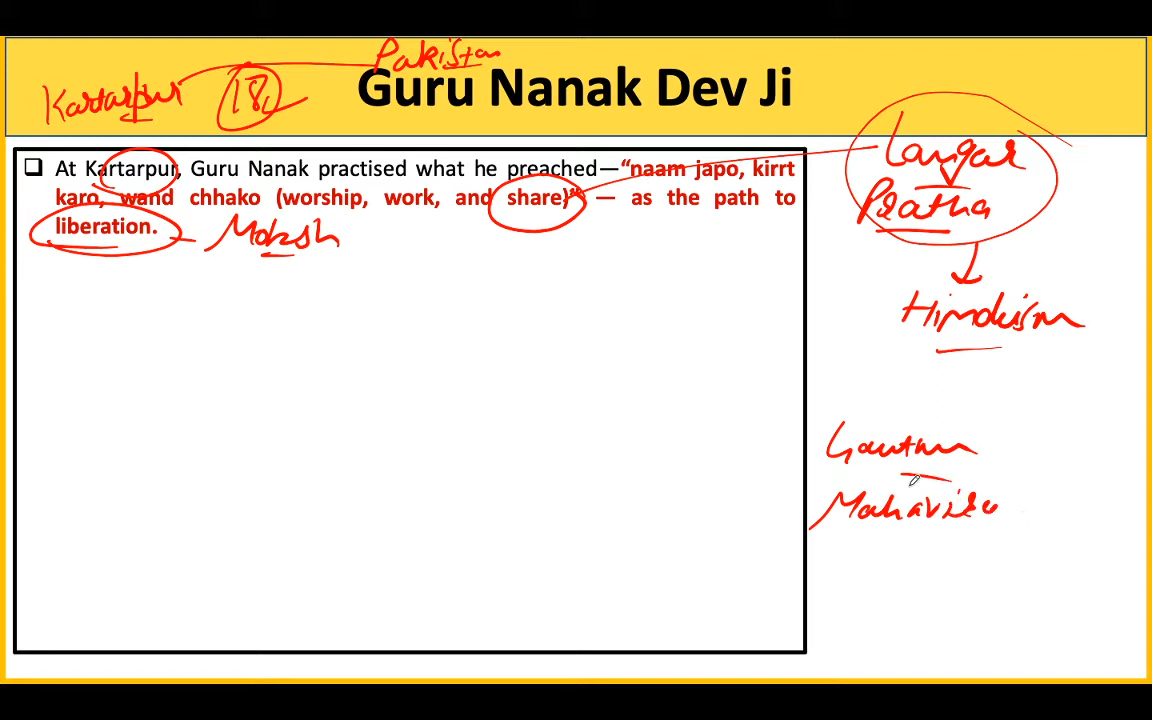 Pakistan
Kartarpur 18
Guru Nanak Dev Ji
❑ At Kartarpur, Guru Nanak practised what he preached—“naam japo, kirrt
karo, wand chhako (worship, work, and share)” — as the path to
liberation.
Moksh
Langar
Pratha
Hinduism
Gautam
Mahavira